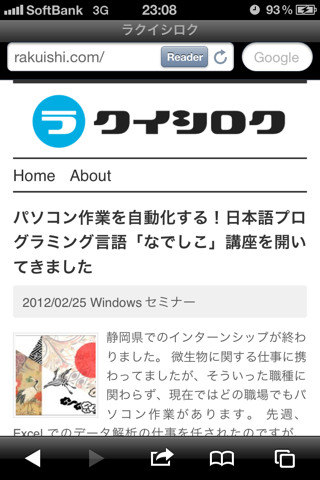 SoftBank 3G 23:08 93%
ラクイシロク
rakuishi.com/ Reader Google
ラ クイシロク
Home About
パソコン作業を自動化する！日本語プロ
グラミング言語「なでしこ」講座を開い
てきました
2012/02/25 Windows セミナー
静岡県でのインターンシップが終わ
りました。 微生物に関する仕事に携
わってましたが、そういった職種に
関わらず、現在ではどの職場でもパ
ソコン作業があります。 先週、
Excel でのデータ解析の仕事を任されたのですが、